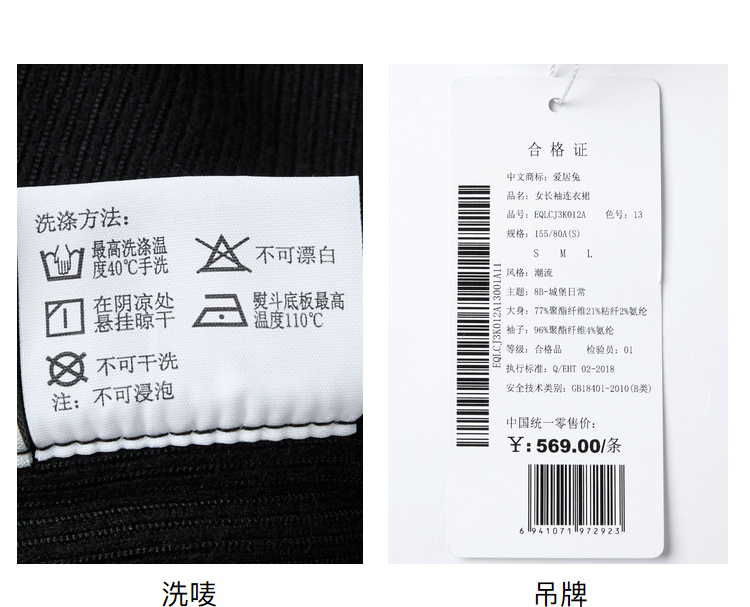 洗涤方法：
最高洗涤温
度40℃手洗
不可漂白
在阴凉处
悬挂晾干
熨斗底板最高
温度110℃
不可干洗
注：不可浸泡
洗唛
合格证
中文商标：爱居兔
品名：女长袖连衣裙
品号：EQLCJ3K012A 色号：13
规格：155/80A(S)
S M L
风格：潮流
主题：8B-城堡日常
大身：77%聚酯纤维21%粘纤2%氨纶
袖子：96%聚酯纤维4%氨纶
等级：合格品 检验员：01
执行标准：Q/EHT 02-2018
安全技术类别：GB18401-2010(B类)
中国统一零售价：
￥:569.00/条
EQLCJ3K012A13001A11
6 941071 972923
吊牌